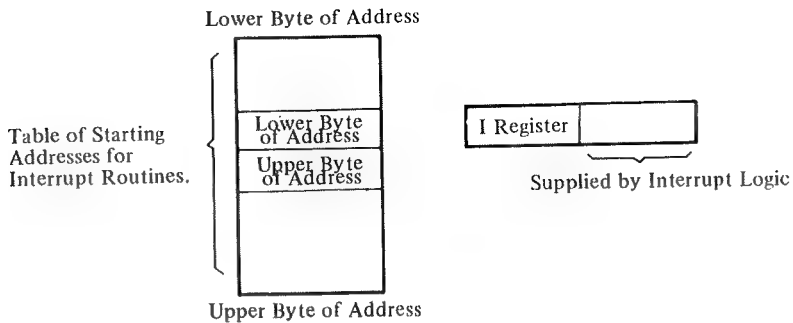 Lower Byte of Address
Table of Starting
Addresses for
Interrupt Routines.
Lower Byte
of Address
Upper Byte
of Address
I Register
Supplied by Interrupt Logic
Upper Byte of Address